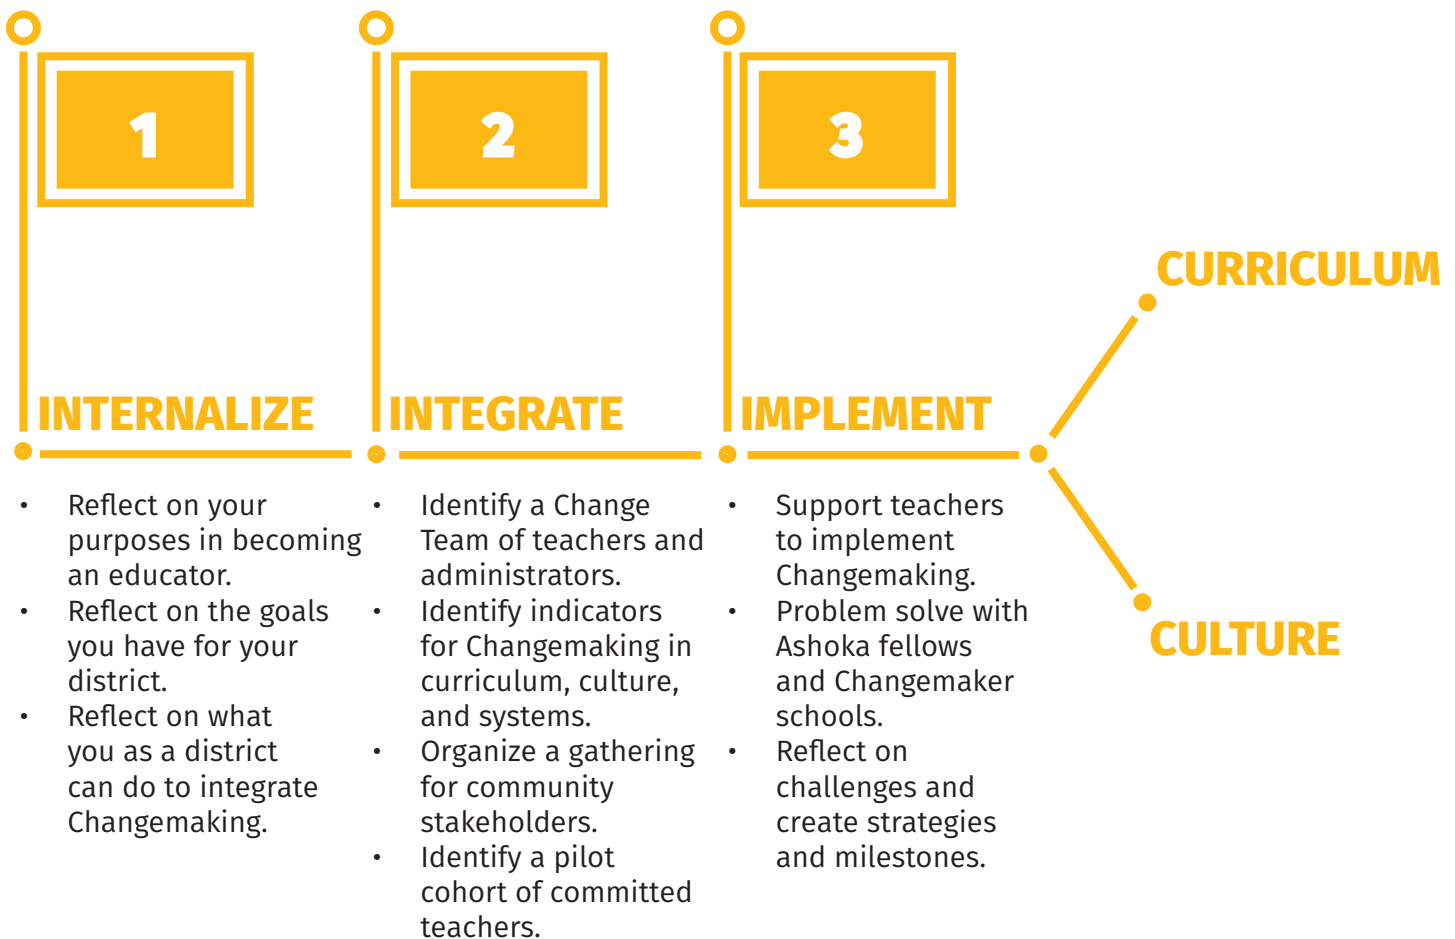 1
INTERNALIZE
• Reflect on your
purposes in becoming
an educator.
• Reflect on the goals
you have for your
district.
• Reflect on what
you as a district
can do to integrate
Changemaking.
2
INTEGRATE
• Identify a Change
Team of teachers and
administrators.
• Identify indicators
for Changemaking in
curriculum, culture,
and systems.
• Organize a gathering
for community
stakeholders.
• Identify a pilot
cohort of committed
teachers.
3
IMPLEMENT
• Support teachers
to implement
Changemaking.
• Problem solve with
Ashoka fellows
and Changemaker
schools.
• Reflect on
challenges and
create strategies
and milestones.
CURRICULUM
CULTURE